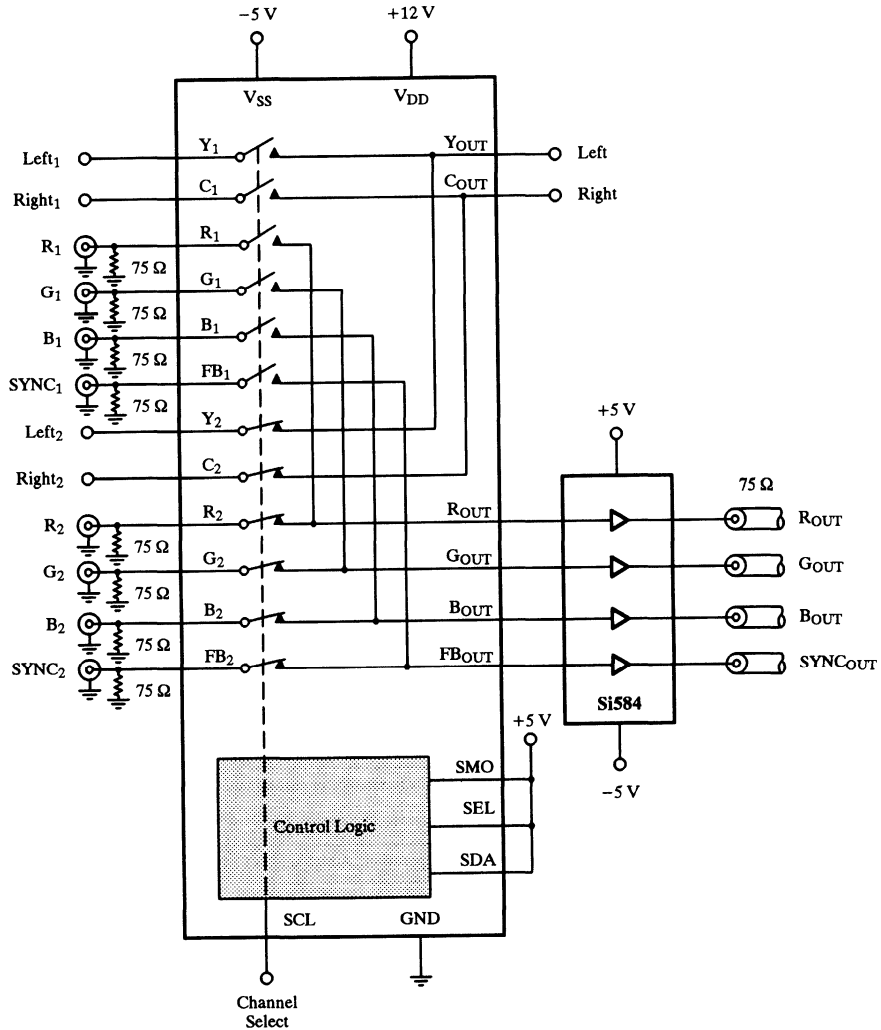 −5 V
+12 V
VSS
VDD
Left1
Y1
YOUT
Left
Right1
C1
COUT
Right
R1
R1
75 Ω
G1
G1
75 Ω
B1
B1
75 Ω
SYNC1
FB1
75 Ω
Left2
Y2
+5 V
Right2
C2
75 Ω
R2
R2
ROUT
ROUT
75 Ω
G2
G2
GOUT
GOUT
75 Ω
B2
B2
BOUT
BOUT
75 Ω
SYNC2
FB2
FBOUT
SYNCOUT
75 Ω
Si584
+5 V
−5 V
SMO
SEL
Control Logic
SDA
SCL
GND
Channel
Select